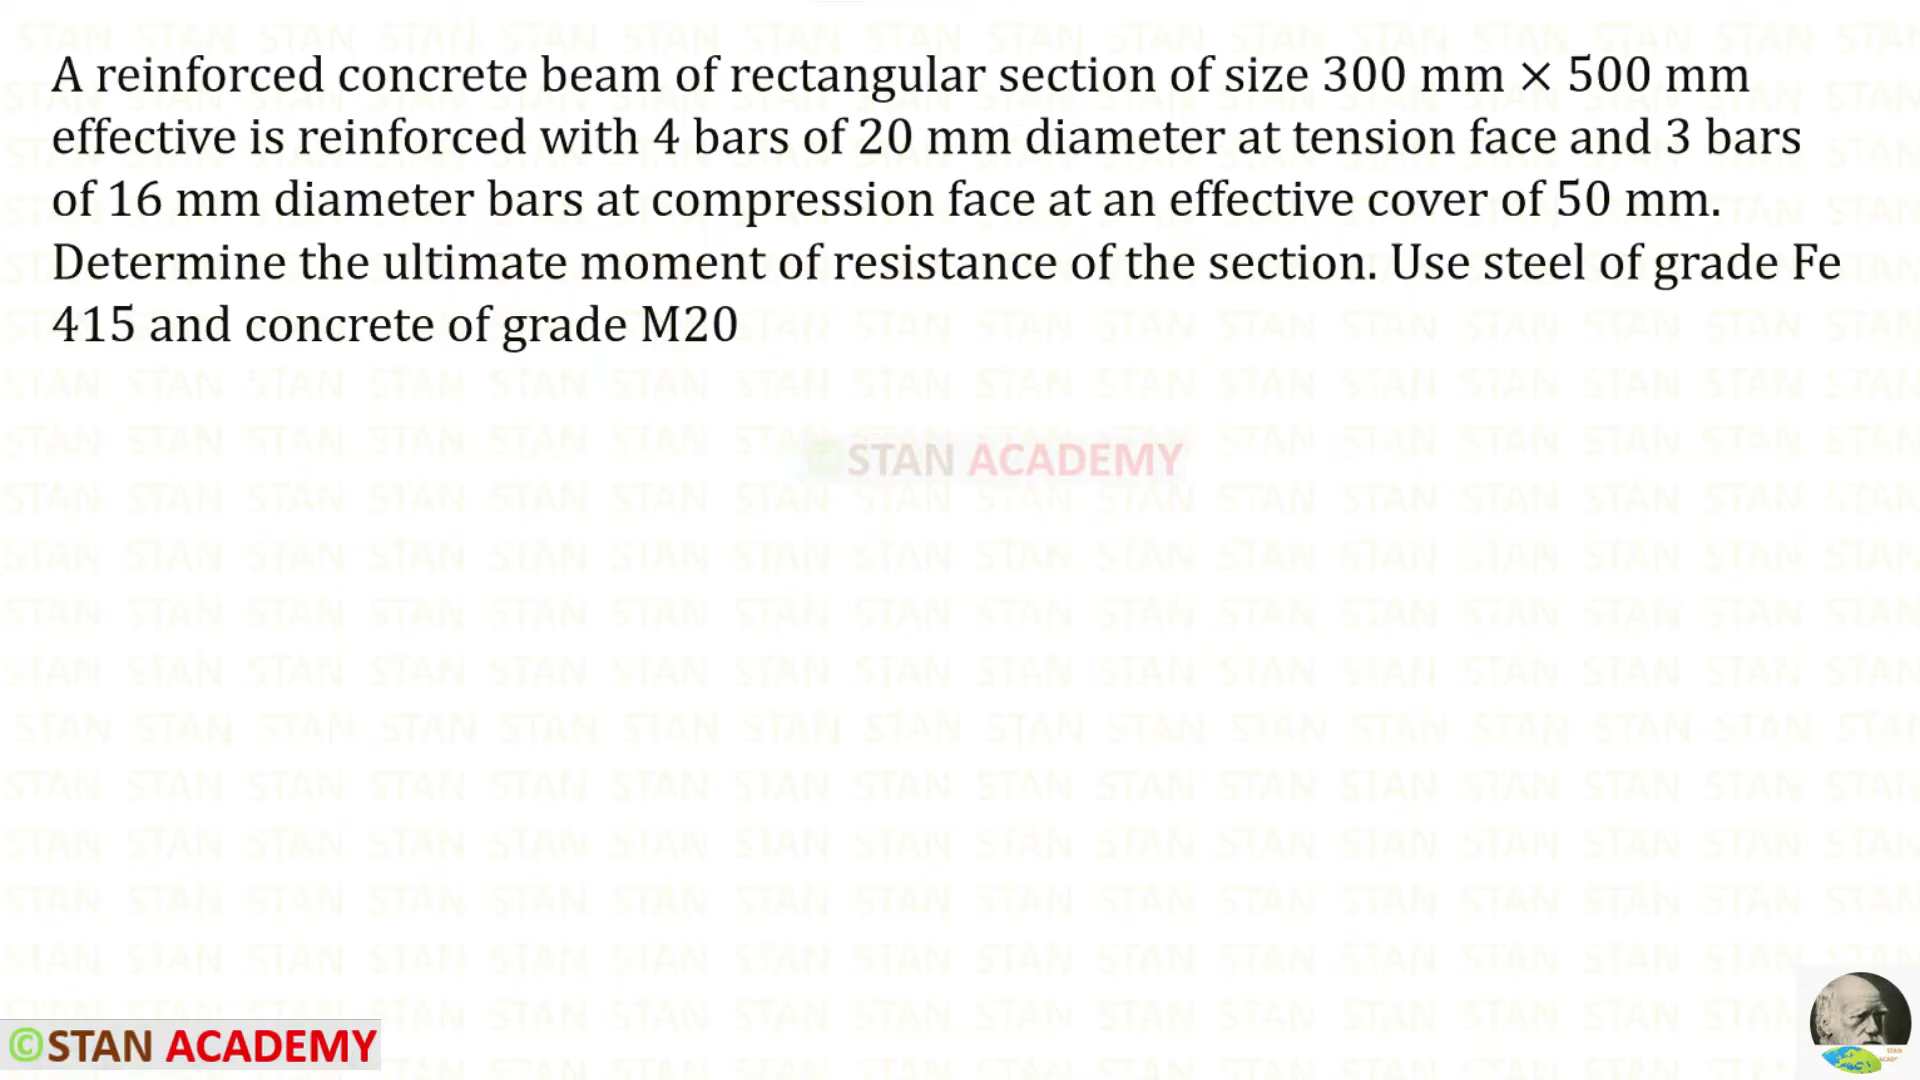 A reinforced concrete beam of rectangular section of size 300 mm × 500 mm
effective is reinforced with 4 bars of 20 mm diameter at tension face and 3 bars
of 16 mm diameter bars at compression face at an effective cover of 50 mm.
Determine the ultimate moment of resistance of the section. Use steel of grade Fe
415 and concrete of grade M20
©STAN ACADEMY
©STAN ACADEMY